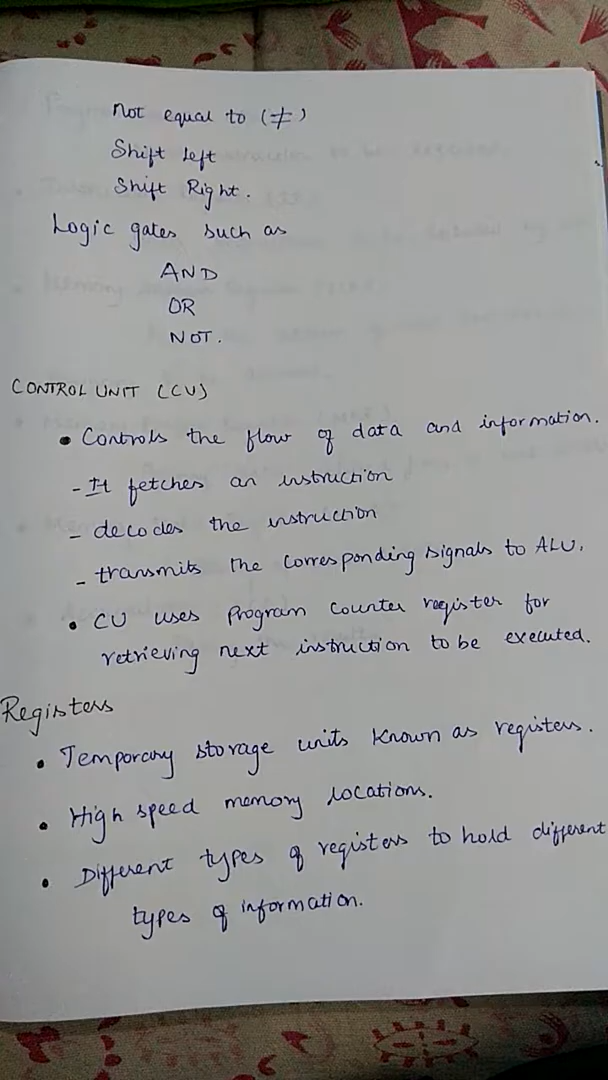 Not equal to (≠)
Shift Left
Shift Right.
Logic gates such as
AND
OR
NOT.
CONTROL UNIT (CU)
• Controls the flow of data and information.
- It fetches an instruction
- decodes the instruction
- transmits the corresponding signals to ALU.
• CU uses Program Counter register for
retrieving next instruction to be executed.
Registers
• Temporary storage units known as registers.
• High speed memory locations.
• Different types of registers to hold different
types of information.